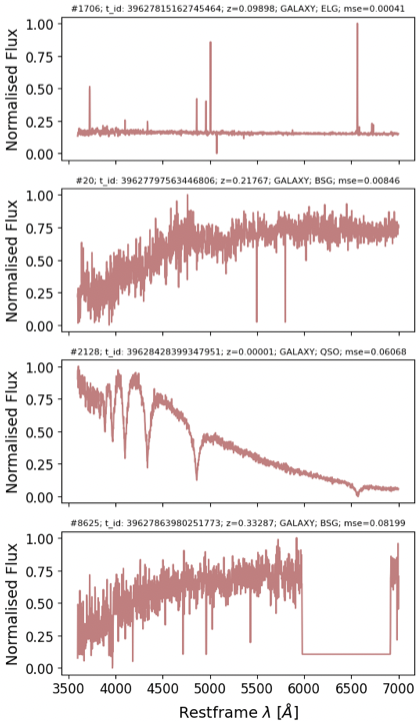 #1706; t_id: 39627815162745464; z=0.09898; GALAXY; ELG; mse=0.00041
1.00
0.75
0.50
0.25
0.00
Normalised Flux
#20; t_id: 39627797563446806; z=0.21767; GALAXY; BSG; mse=0.00846
1.00
0.75
0.50
0.25
0.00
Normalised Flux
#2128; t_id: 39628428399347951; z=0.00001; GALAXY; QSO; mse=0.06068
1.00
0.75
0.50
0.25
0.00
Normalised Flux
#8625; t_id: 39627863980251773; z=0.33287; GALAXY; BSG; mse=0.08199
1.00
0.75
0.50
0.25
0.00
Normalised Flux
3500 4000 4500 5000 5500 6000 6500 7000
Restframe λ [Å]